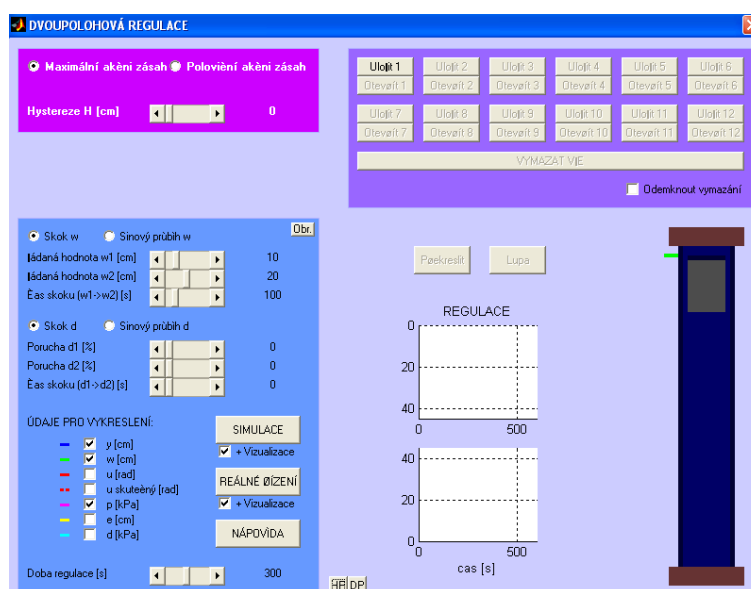 DVOUPOLOHOVÁ REGULACE
Maximální akèni zásah Poloviční akèni zásah
Hystereze H [cm] 0
Uložit 1 Uložit 2 Uložit 3 Uložit 4 Uložit 5 Uložit 6
Otevøít 1 Otevøít 2 Otevøít 3 Otevøít 4 Otevøít 5 Otevøít 6
Uložit 7 Uložit 8 Uložit 9 Uložit 10 Uložit 11 Uložit 12
Otevøít 7 Otevøít 8 Otevøít 9 Otevøít 10 Otevøít 11 Otevøít 12
VYMAZAT VŠE
Odemknout vymazání
Obr.
Skok w Sinový prùbìh w
žádaná hodnota w1 [cm] 10
žádaná hodnota w2 [cm] 20
Èas skoku (w1->w2) [s] 100
Skok d Sinový prùbìh d
Porucha d1 [%] 0
Porucha d2 [%] 0
Èas skoku (d1->d2) [s] 0
ÚDAJE PRO VYKRESLENÍ:
y [cm]
w [cm]
u [rad]
u skuteèný [rad]
p [kPa]
e [cm]
d [kPa]
SIMULACE
+ Vizualizace
REÁLNÉ ØÍZENÍ
+ Vizualizace
NÁPOVÌDA
Doba regulace [s] 300
Pøekreslit Lupa
REGULACE
0
20
40
0 500
40
20
0
0 500
cas [s]
HR DP